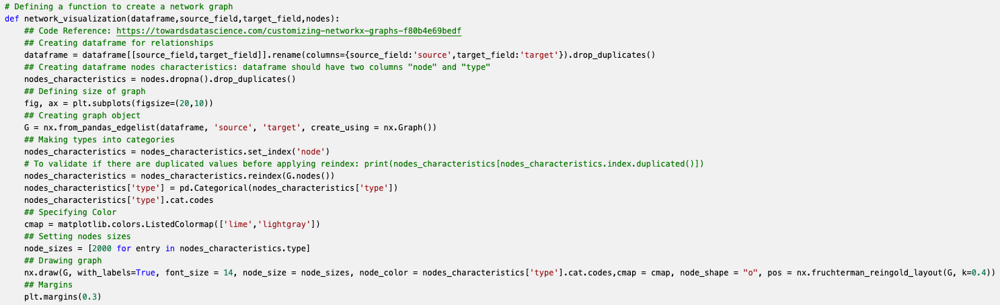 # Defining a function to create a network graph
def network_visualization(dataframe,source_field,target_field,nodes):
    ## Code Reference: https://towardsdatascience.com/customizing-networkx-graphs-f80b4e69bedf
    ## Creating dataframe for relationships
    dataframe = dataframe[[source_field,target_field]].rename(columns={source_field:'source',target_field:'target'}).drop_duplicates()
    ## Creating dataframe nodes characteristics: dataframe should have two columns "node" and "type"
    nodes_characteristics = nodes.dropna().drop_duplicates()
    ## Defining size of graph
    fig, ax = plt.subplots(figsize=(20,10))
    ## Creating graph object
    G = nx.from_pandas_edgelist(dataframe, 'source', 'target', create_using = nx.Graph())
    ## Making types into categories
    nodes_characteristics = nodes_characteristics.set_index('node')
    # To validate if there are duplicated values before applying reindex: print(nodes_characteristics[nodes_characteristics.index.duplicated()])
    nodes_characteristics = nodes_characteristics.reindex(G.nodes())
    nodes_characteristics['type'] = pd.Categorical(nodes_characteristics['type'])
    nodes_characteristics['type'].cat.codes
    ## Specifying Color
    cmap = matplotlib.colors.ListedColormap(['lime','lightgray'])
    ## Setting nodes sizes
    node_sizes = [2000 for entry in nodes_characteristics.type]
    ## Drawing graph
    nx.draw(G, with_labels=True, font_size = 14, node_size = node_sizes, node_color = nodes_characteristics['type'].cat.codes,cmap = cmap, node_shape = "o", pos = nx.fruchterman_reingold_layout(G, k=0.4))
    ## Margins
    plt.margins(0.3)